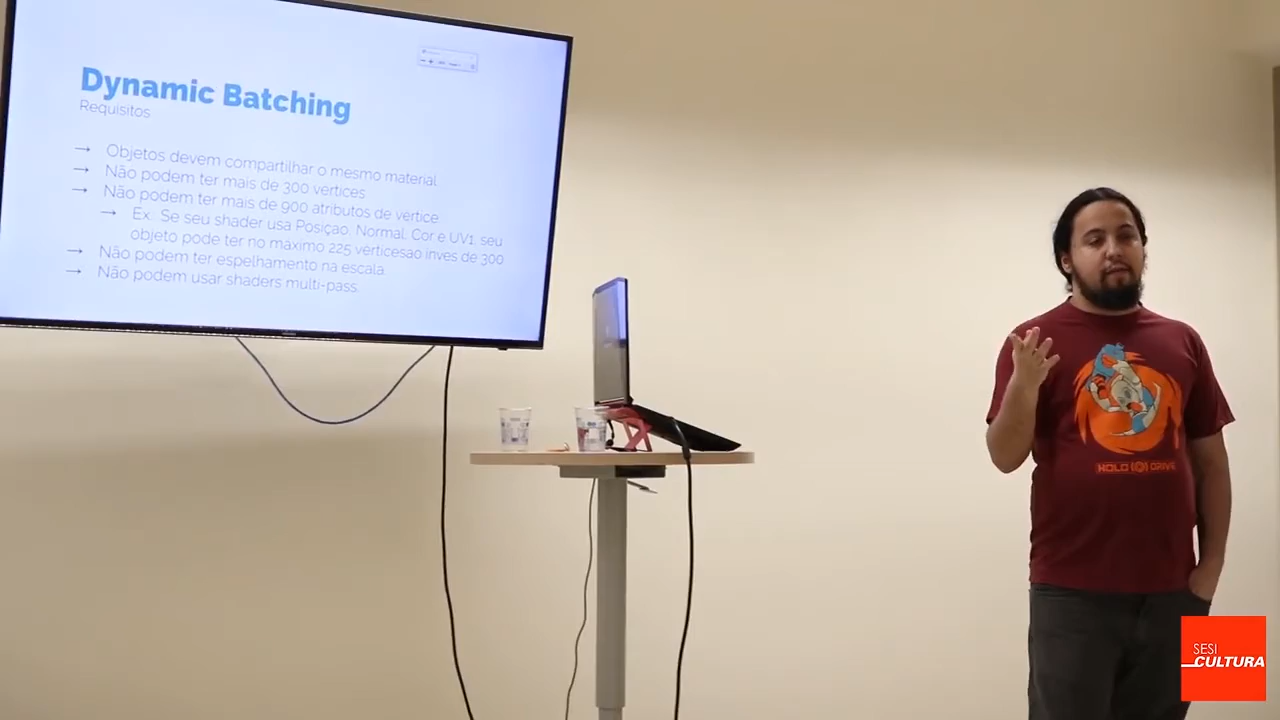 Dynamic Batching
Requisitos
→ Objetos devem compartilhar o mesmo material
→ Não podem ter mais de 300 vertices
→ Não podem ter mais de 900 atributos de vértice
→ Ex: Se seu shader usa Posiçao, Normal, Cor e UV1, seu
objeto pode ter no maximo 225 verticesao inves de 300
→ Não podem ter espelhamento na escala.
→ Não podem usar shaders multi-pass
HOLO DRIVE
SESI
CULTURA